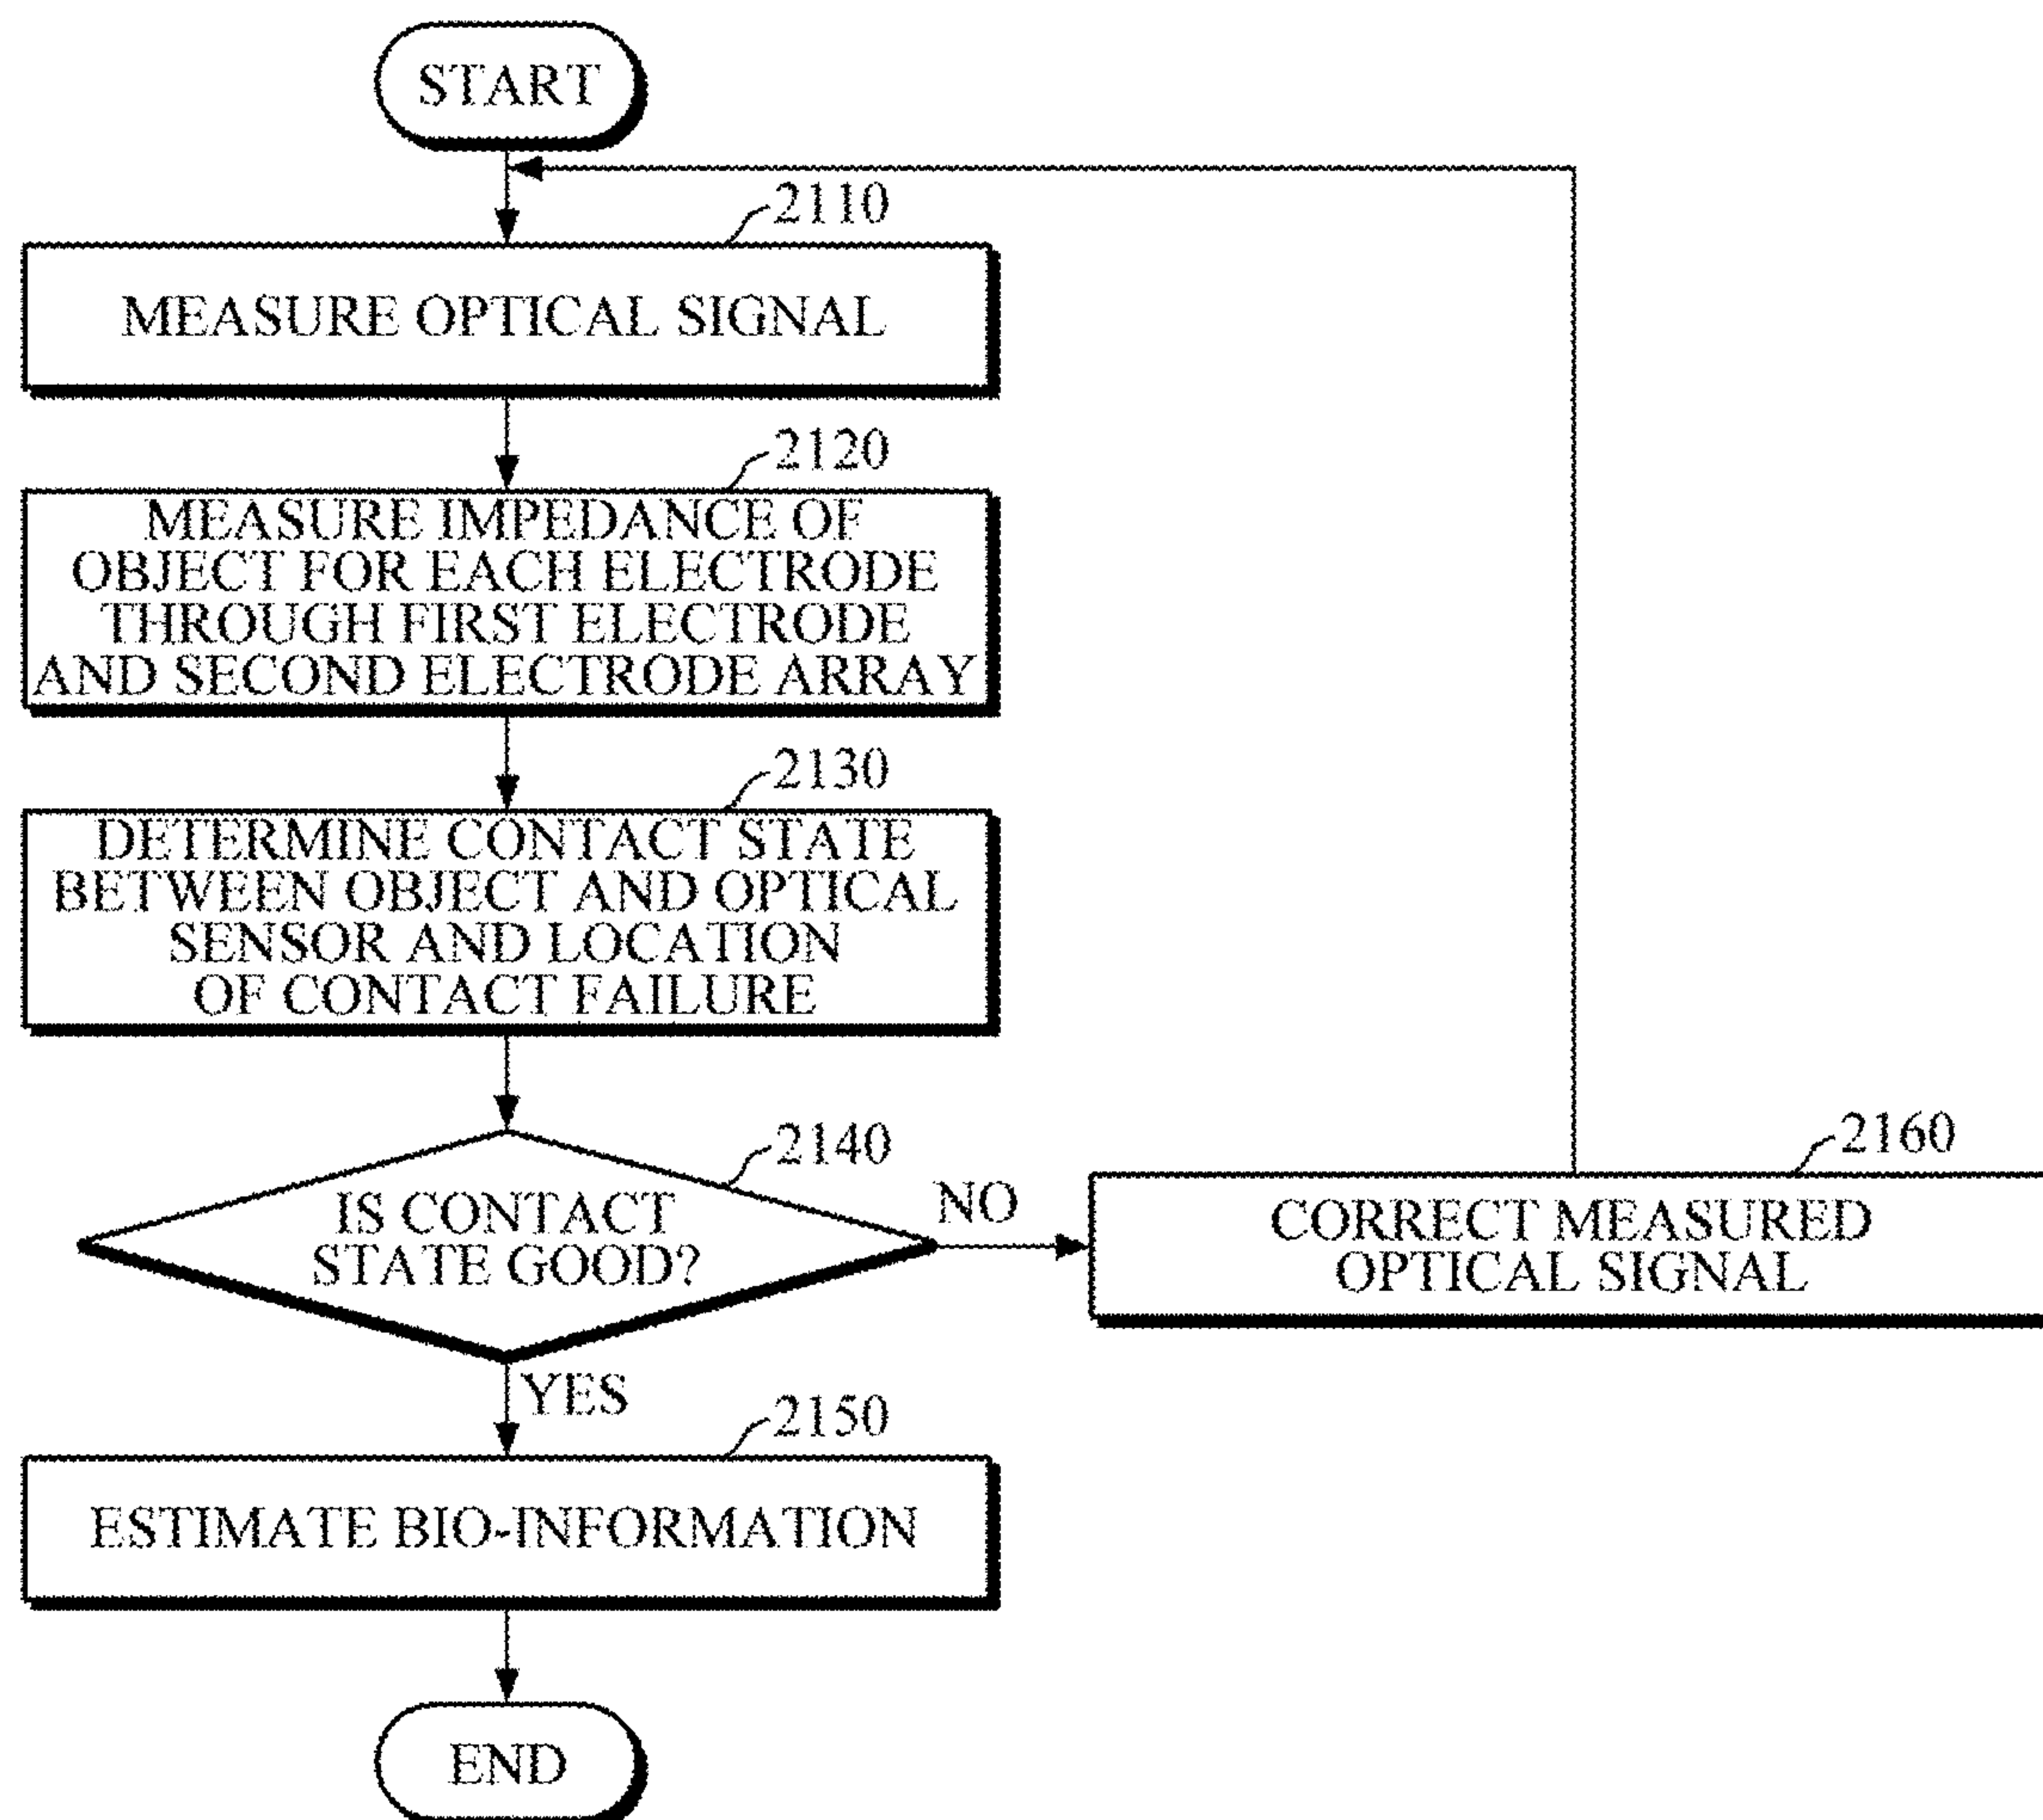 START
2110
MEASURE OPTICAL SIGNAL
2120
MEASURE IMPEDANCE OF
OBJECT FOR EACH ELECTRODE
THROUGH FIRST ELECTRODE
AND SECOND ELECTRODE ARRAY
2130
DETERMINE CONTACT STATE
BETWEEN OBJECT AND OPTICAL
SENSOR AND LOCATION
OF CONTACT FAILURE
2140
IS CONTACT
STATE GOOD?
NO
2160
CORRECT MEASURED
OPTICAL SIGNAL
YES
2150
ESTIMATE BIO-INFORMATION
END